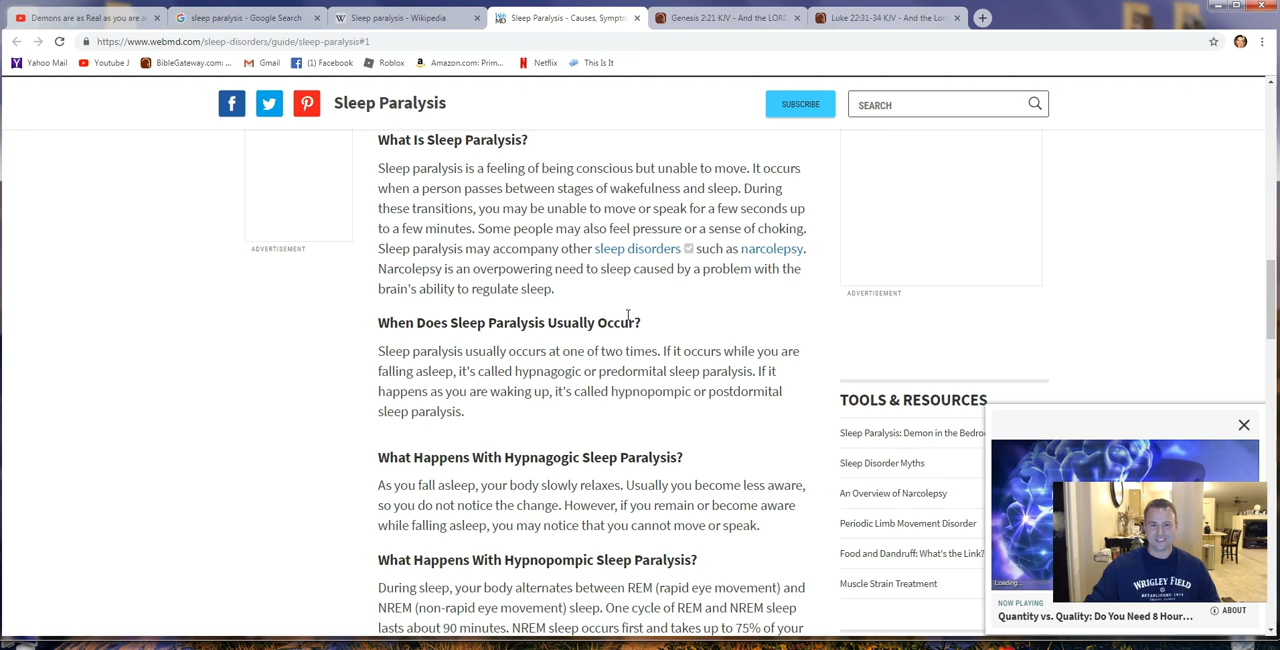 Demons are as Real as you are as
sleep paralysis - Google Search
Sleep paralysis - Wikipedia
Sleep Paralysis - Causes, Sympto
Genesis 2:21 KJV - And the LORD
Luke 22:31-34 KJV - And the Lor
https://www.webmd.com/sleep-disorders/guide/sleep-paralysis#1
Yahoo Mail
Youtube J
BibleGateway.com: ...
Gmail
(1) Facebook
Roblox
Amazon.com: Prim...
Netflix
This Is It
Sleep Paralysis
SUBSCRIBE
SEARCH
What Is Sleep Paralysis?
Sleep paralysis is a feeling of being conscious but unable to move. It occurs
when a person passes between stages of wakefulness and sleep. During
these transitions, you may be unable to move or speak for a few seconds up
to a few minutes. Some people may also feel pressure or a sense of choking.
Sleep paralysis may accompany other sleep disorders such as narcolepsy.
Narcolepsy is an overpowering need to sleep caused by a problem with the
brain's ability to regulate sleep.
ADVERTISEMENT
ADVERTISEMENT
When Does Sleep Paralysis Usually Occur?
Sleep paralysis usually occurs at one of two times. If it occurs while you are
falling asleep, it's called hypnagogic or predormital sleep paralysis. If it
happens as you are waking up, it's called hypnopompic or postdormital
sleep paralysis.
What Happens With Hypnagogic Sleep Paralysis?
As you fall asleep, your body slowly relaxes. Usually you become less aware,
so you do not notice the change. However, if you remain or become aware
while falling asleep, you may notice that you cannot move or speak.
What Happens With Hypnopompic Sleep Paralysis?
During sleep, your body alternates between REM (rapid eye movement) and
NREM (non-rapid eye movement) sleep. One cycle of REM and NREM sleep
lasts about 90 minutes. NREM sleep occurs first and takes up to 75% of your
TOOLS & RESOURCES
Sleep Paralysis: Demon in the Bedro
Sleep Disorder Myths
An Overview of Narcolepsy
Periodic Limb Movement Disorder
Food and Dandruff: What's the Link?
Muscle Strain Treatment
Loading...
WRIGLEY FIELD
ESTABLISHED 1914
NOW PLAYING
ABOUT
Quantity vs. Quality: Do You Need 8 Hour...